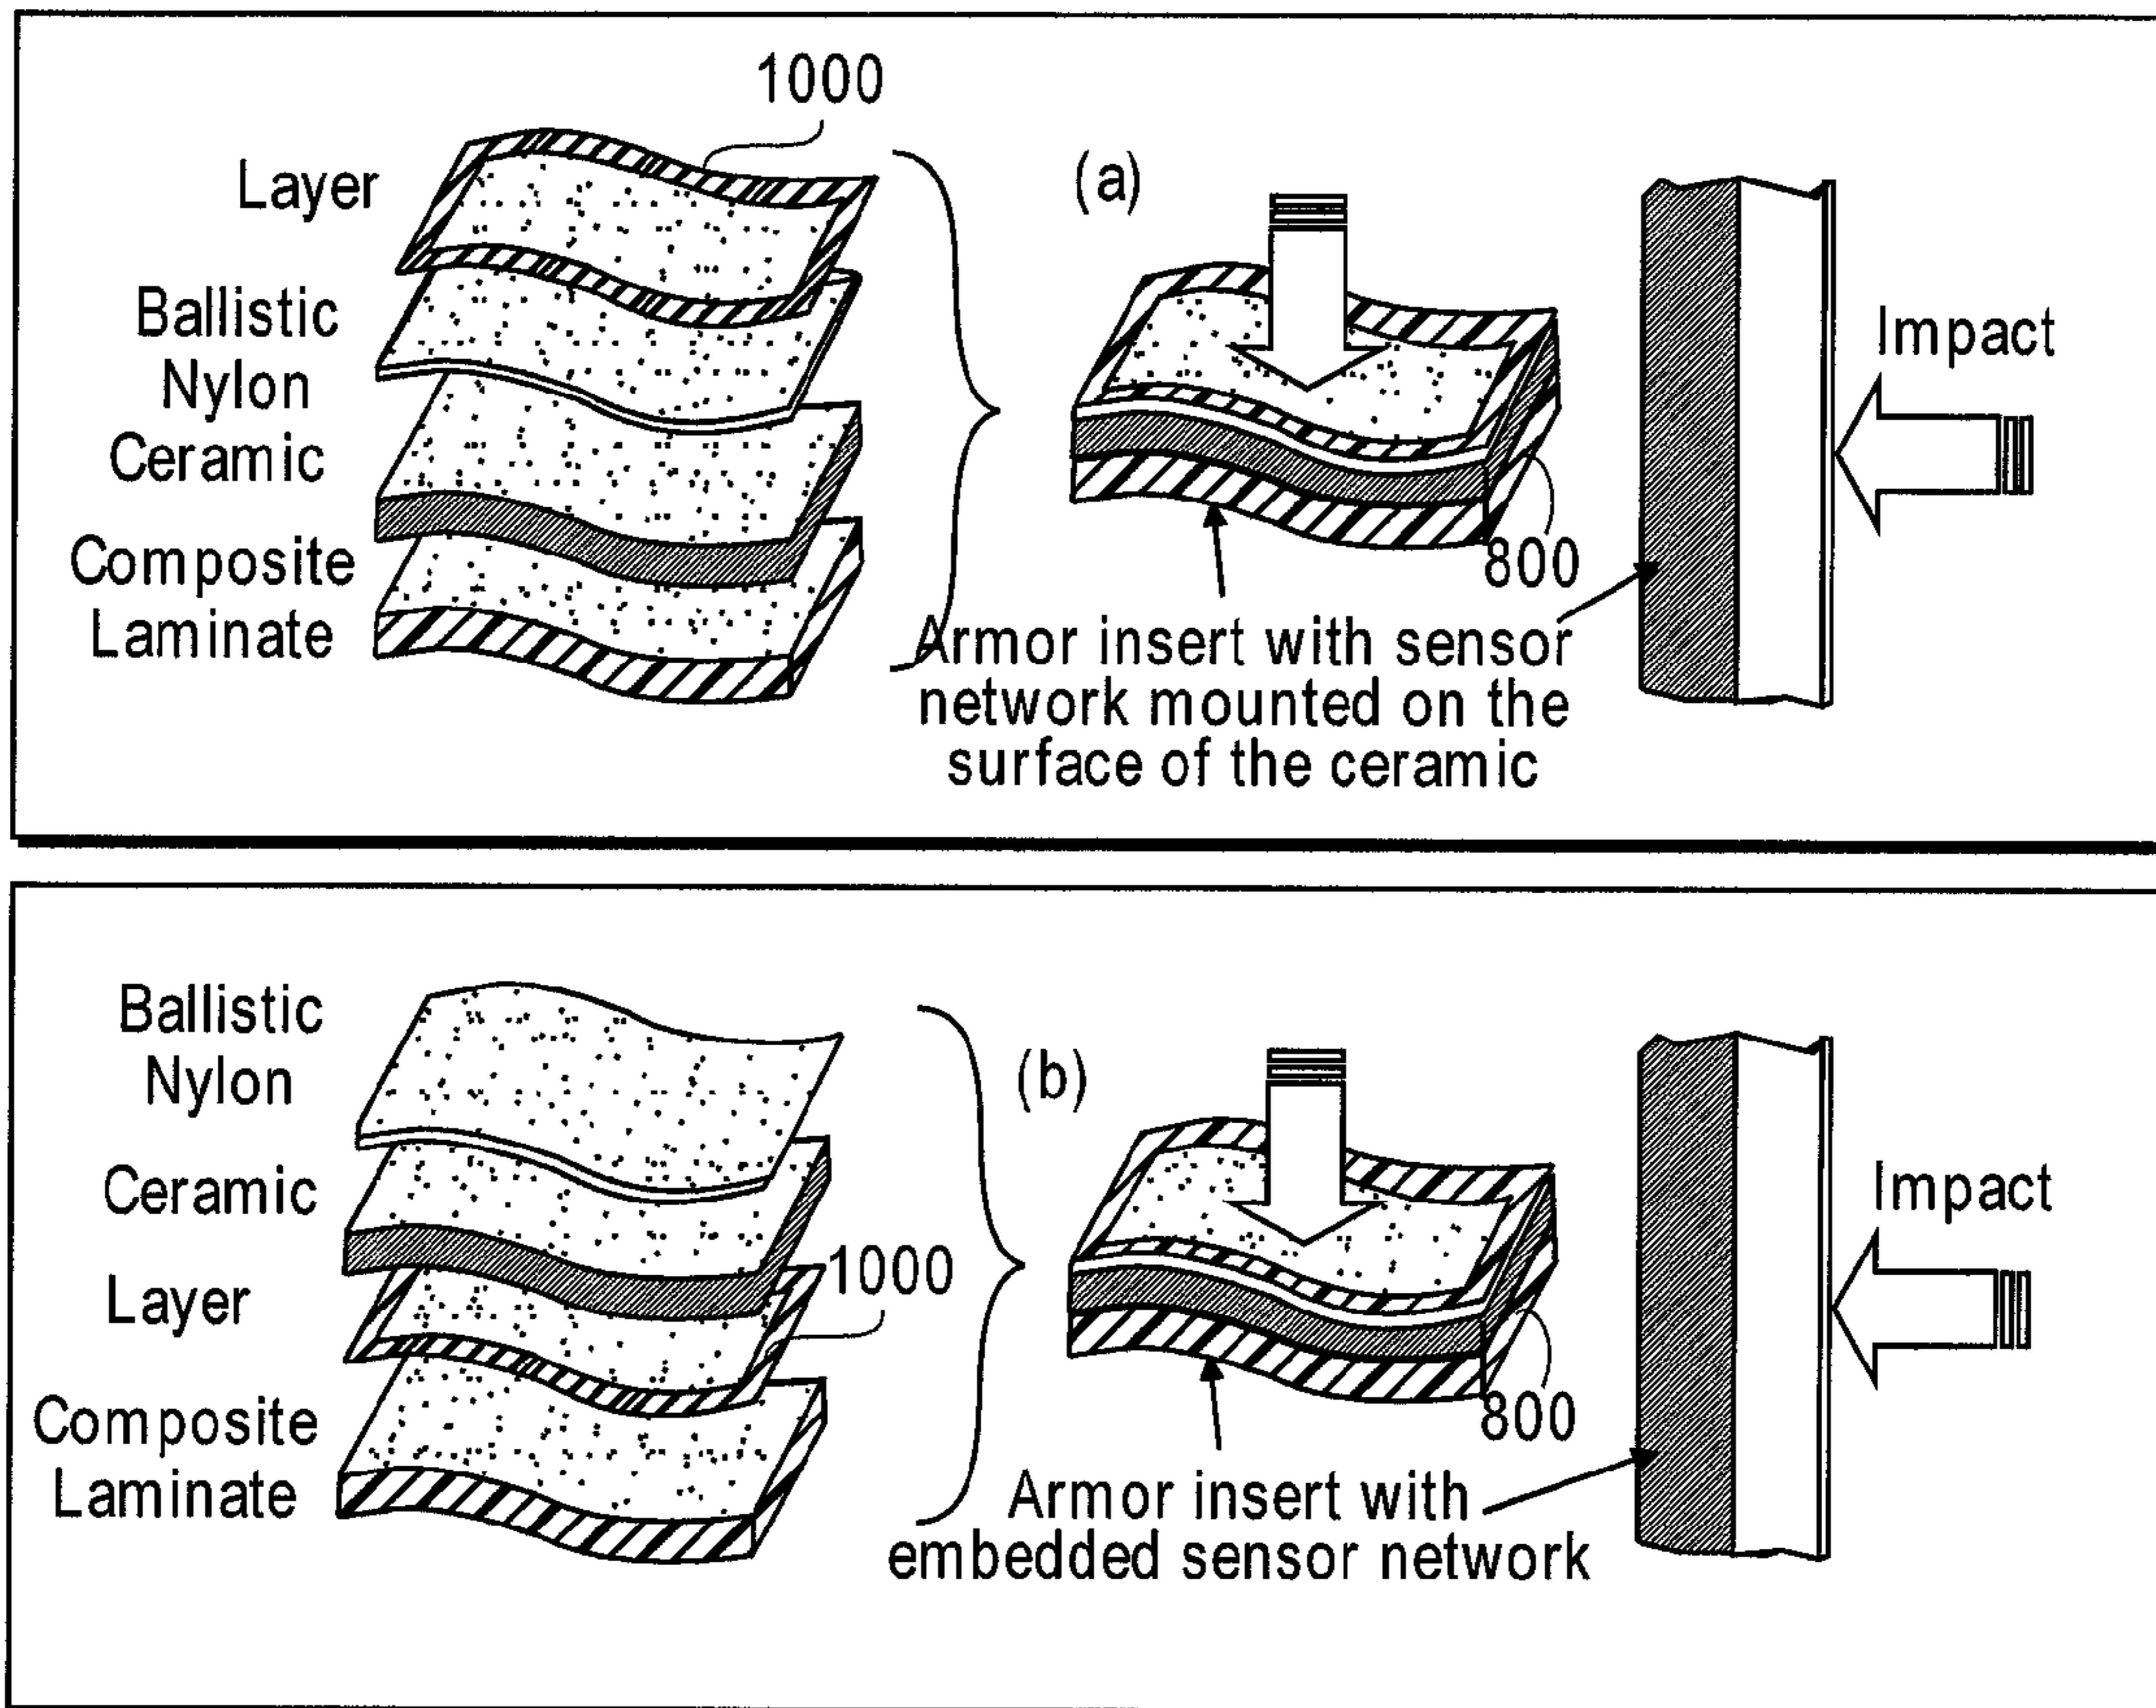 1000
Layer
Ballistic
Nylon
Ceramic
Composite
Laminate
(a)
Impact
800
Armor insert with sensor
network mounted on the
surface of the ceramic
Ballistic
Nylon
Ceramic
Layer
1000
Composite
Laminate
(b)
Impact
800
Armor insert with
embedded sensor network